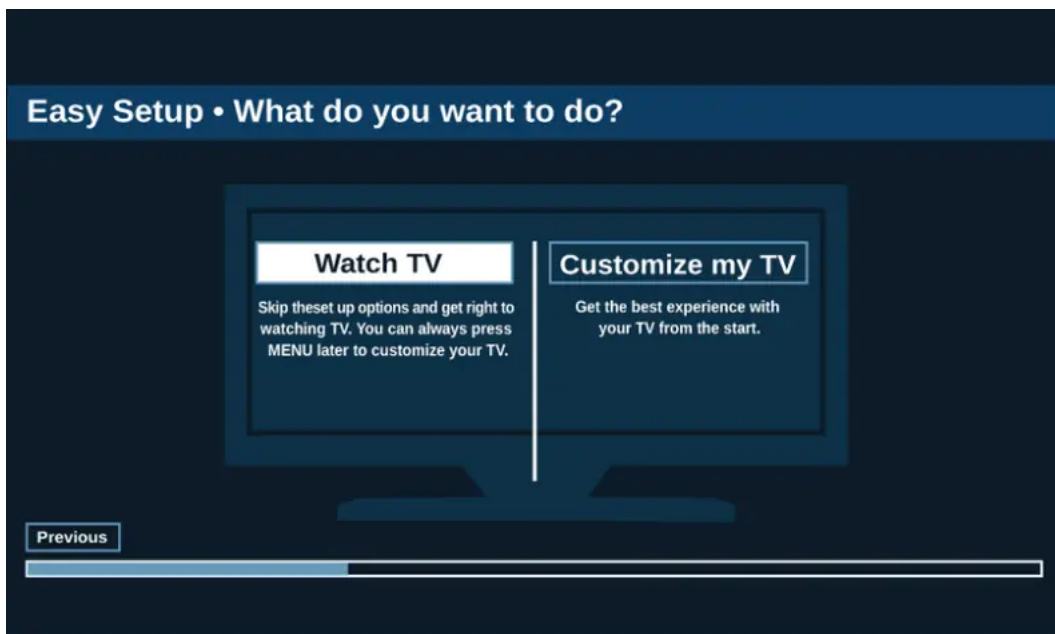 Easy Setup • What do you want to do?
Watch TV
Skip theset up options and get right to
watching TV. You can always press
MENU later to customize your TV.
Customize my TV
Get the best experience with
your TV from the start.
Previous